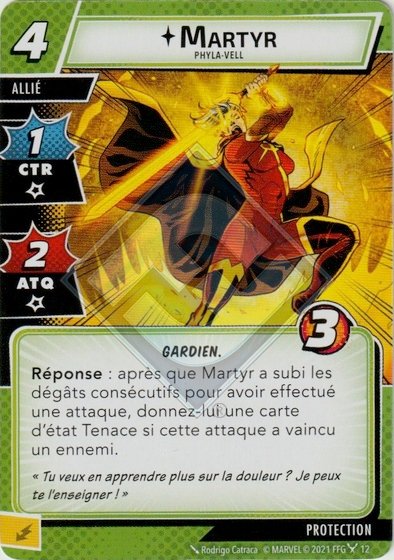 4
MARTYR
PHYLA-VELL
ALLIÉ
1
CTR
2
ATQ
3
GARDIEN.
Réponse : après que Martyr a subi les
dégâts consécutifs pour avoir effectué
une attaque, donnez-lui une carte
d'état Tenace si cette attaque a vaincu
un ennemi.
« Tu veux en apprendre plus sur la douleur ? Je peux
te l'enseigner ! »
PROTECTION
Rodrigo Catraca © MARVEL © 2021 FFG 12